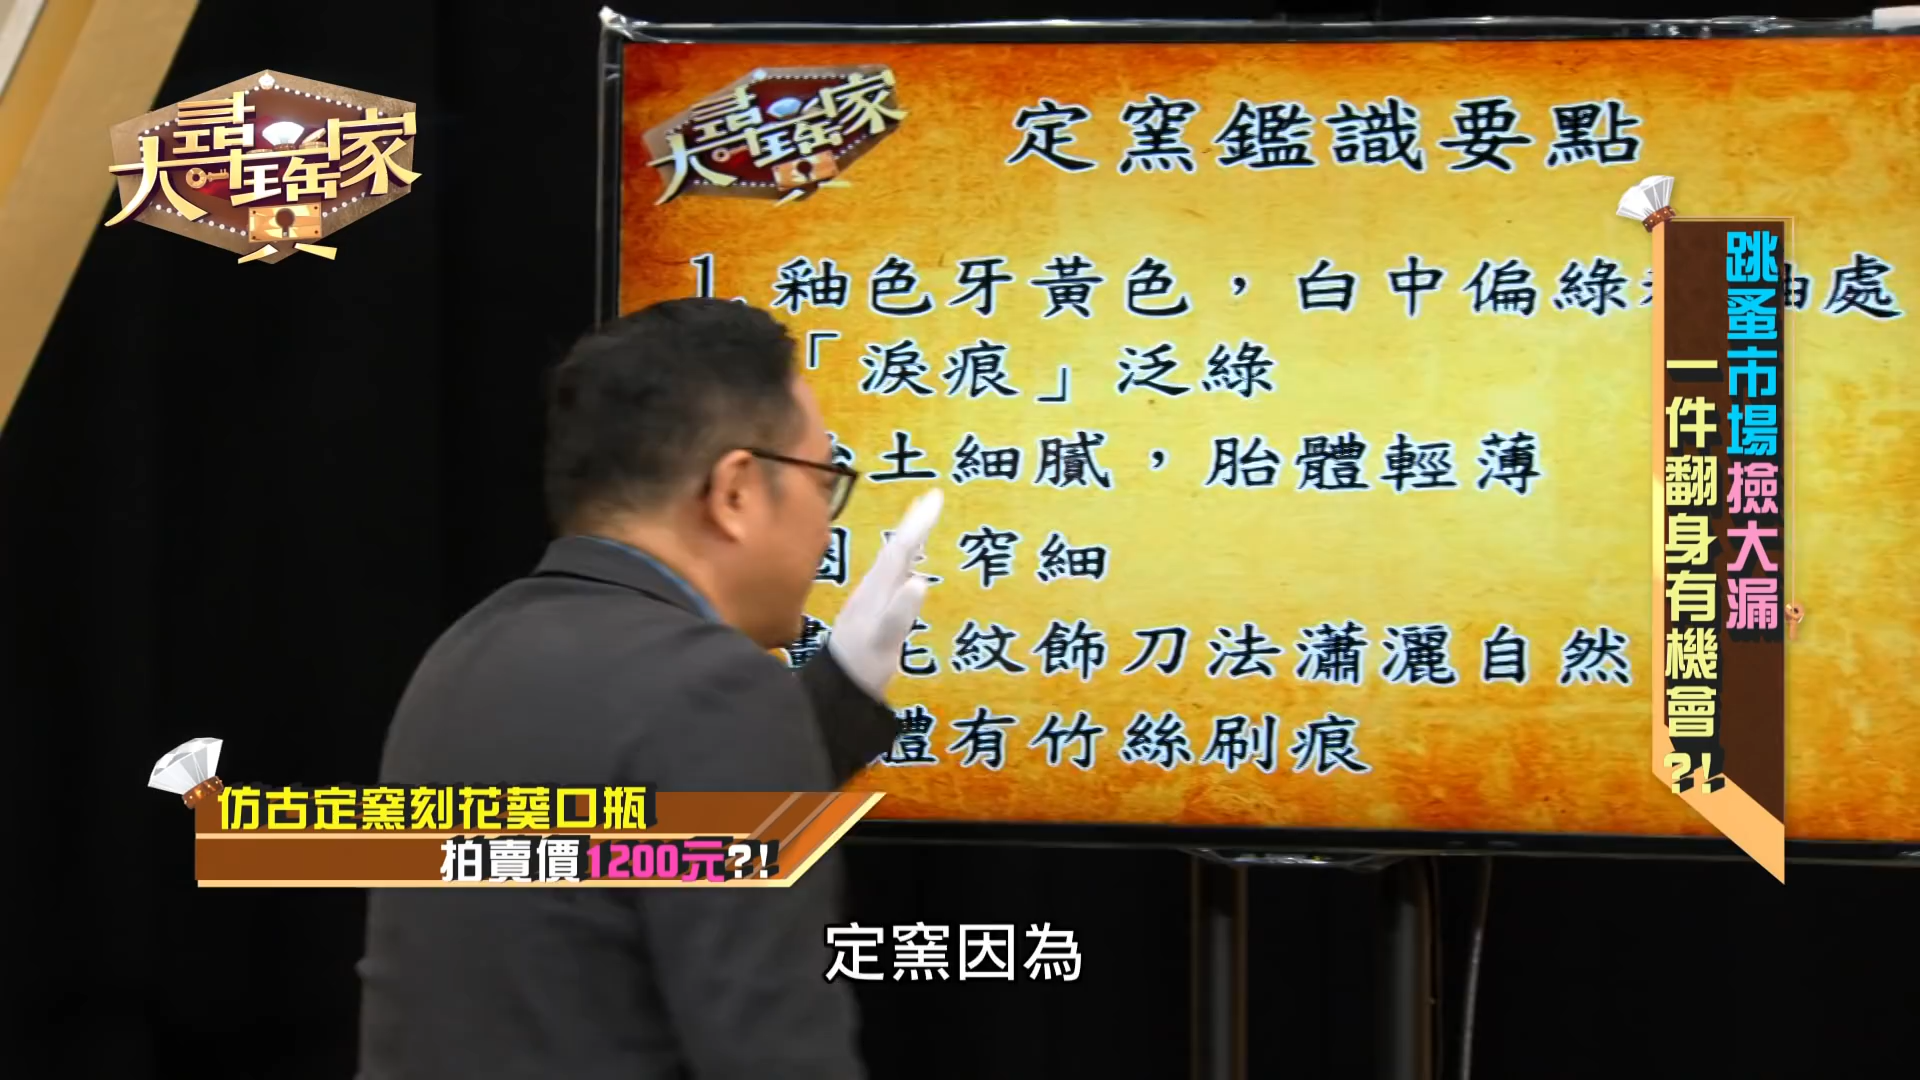 大尋寶家
大尋寶家
定窯鑑識要點
1. 釉色牙黃色，白中偏綠 處
「淚痕」泛綠
土細膩，胎體輕薄
圈 窄細
花紋飾刀法瀟灑自然
體有竹絲刷痕
跳蚤市場撿大漏
一件翻身有機會?!
仿古定窯刻花葵口瓶
拍賣價1200元?!
定窯因為